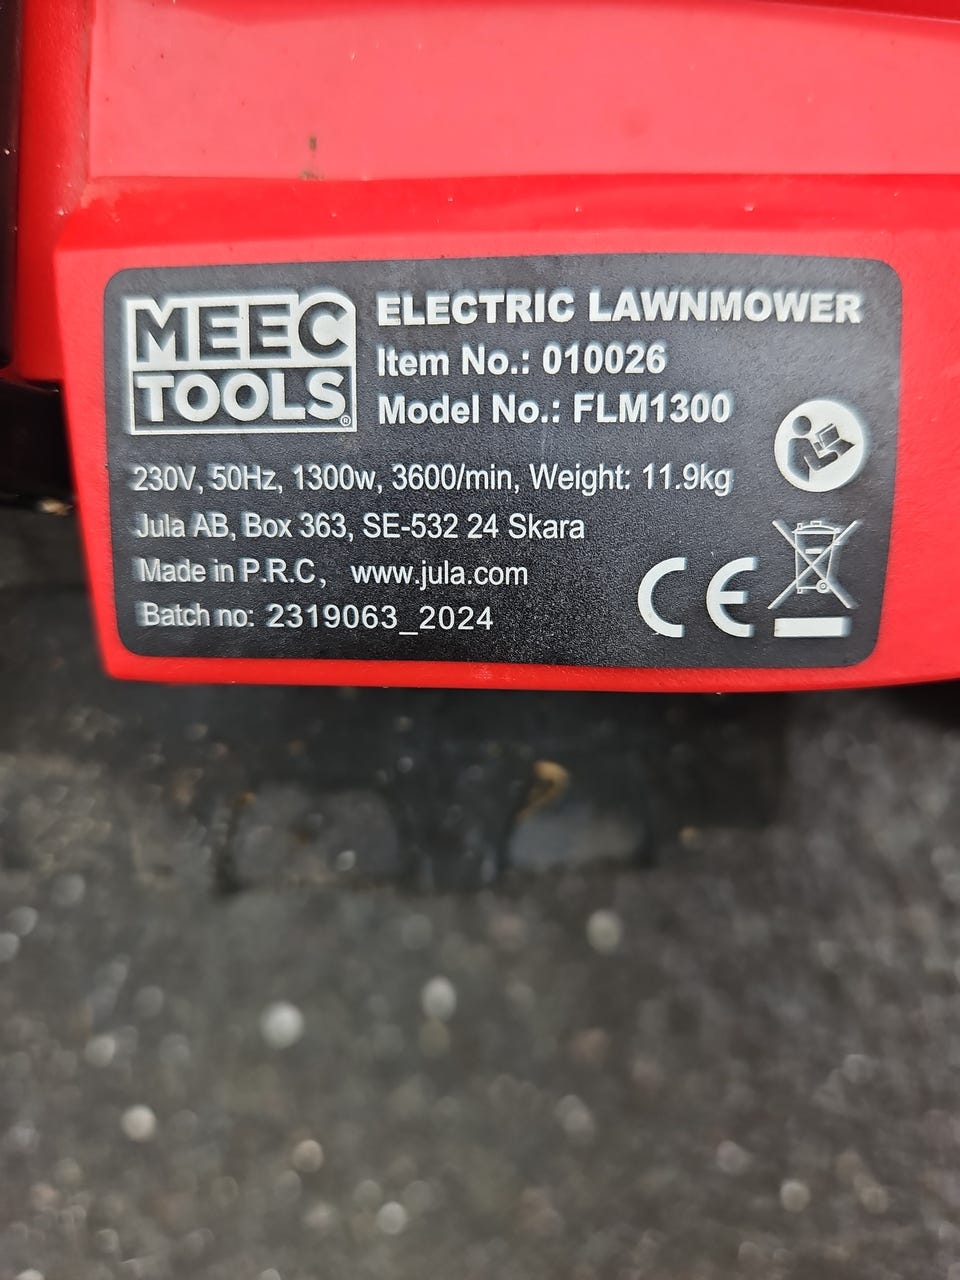 MEEC
TOOLS®
ELECTRIC LAWNMOWER
Item No.: 010026
Model No.: FLM1300
230V, 50Hz, 1300w, 3600/min, Weight: 11.9kg
Jula AB, Box 363, SE-532 24 Skara
Made in P.R.C, www.jula.com
Batch no: 2319063_2024
CE